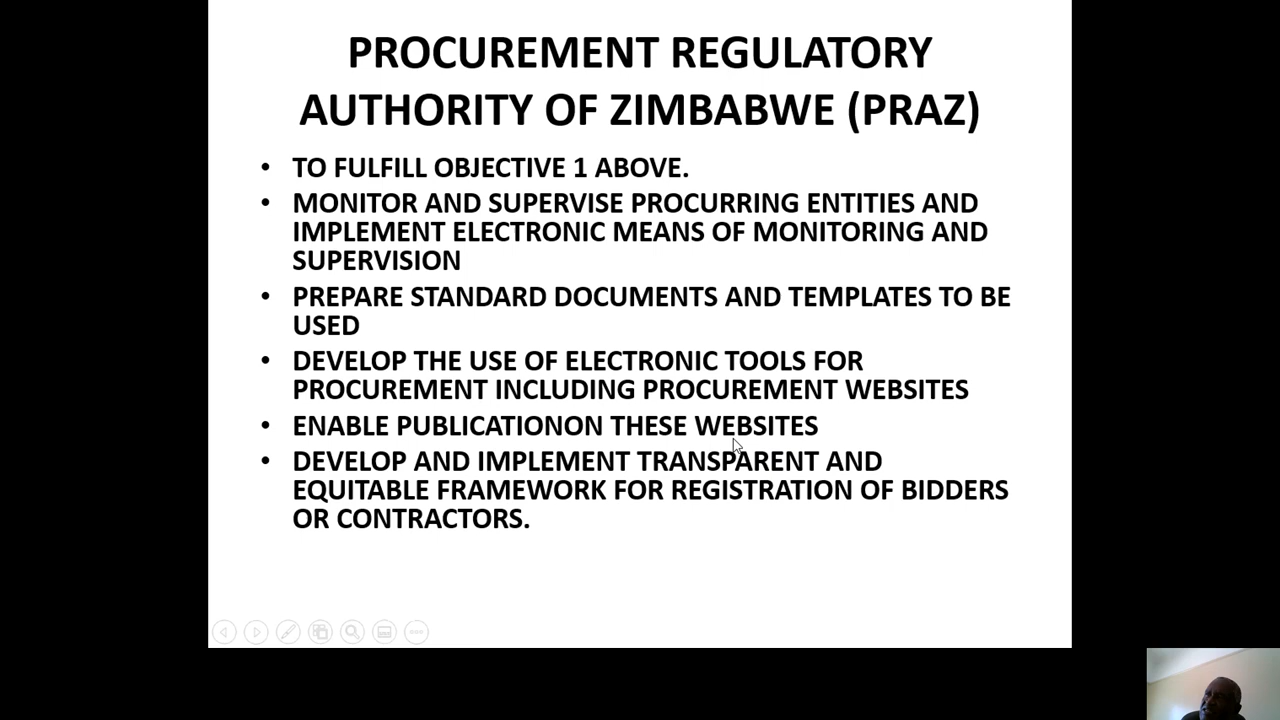 PROCUREMENT REGULATORY
AUTHORITY OF ZIMBABWE (PRAZ)
• TO FULFILL OBJECTIVE 1 ABOVE.
• MONITOR AND SUPERVISE PROCURRING ENTITIES AND
IMPLEMENT ELECTRONIC MEANS OF MONITORING AND
SUPERVISION
• PREPARE STANDARD DOCUMENTS AND TEMPLATES TO BE
USED
• DEVELOP THE USE OF ELECTRONIC TOOLS FOR
PROCUREMENT INCLUDING PROCUREMENT WEBSITES
• ENABLE PUBLICATIONON THESE WEBSITES
• DEVELOP AND IMPLEMENT TRANSPARENT AND
EQUITABLE FRAMEWORK FOR REGISTRATION OF BIDDERS
OR CONTRACTORS.